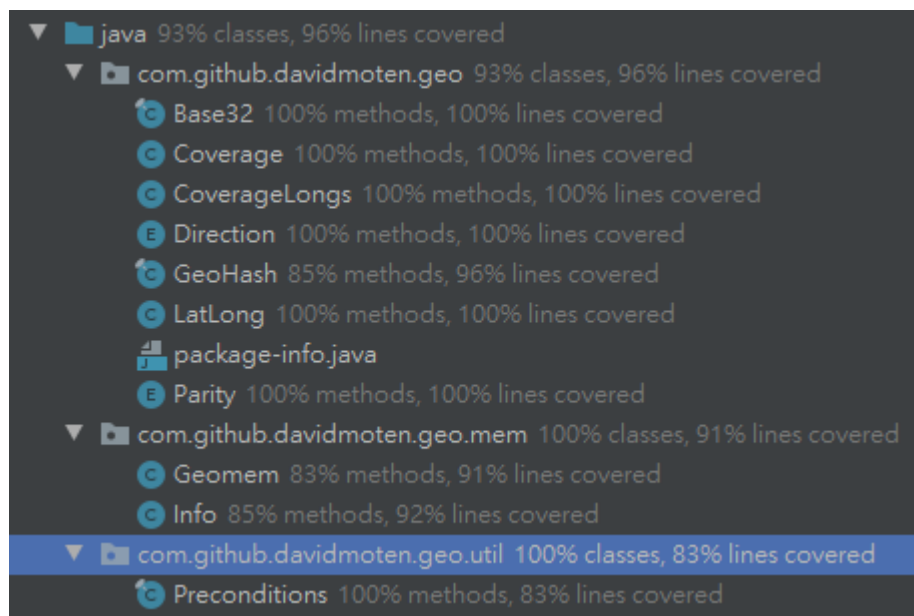 java 93% classes, 96% lines covered
com.github.davidmoten.geo 93% classes, 96% lines covered
Base32 100% methods, 100% lines covered
Coverage 100% methods, 100% lines covered
CoverageLongs 100% methods, 100% lines covered
Direction 100% methods, 100% lines covered
GeoHash 85% methods, 96% lines covered
LatLong 100% methods, 100% lines covered
package-info.java
Parity 100% methods, 100% lines covered
com.github.davidmoten.geo.mem 100% classes, 91% lines covered
Geomem 83% methods, 91% lines covered
Info 85% methods, 92% lines covered
com.github.davidmoten.geo.util 100% classes, 83% lines covered
Preconditions 100% methods, 83% lines covered